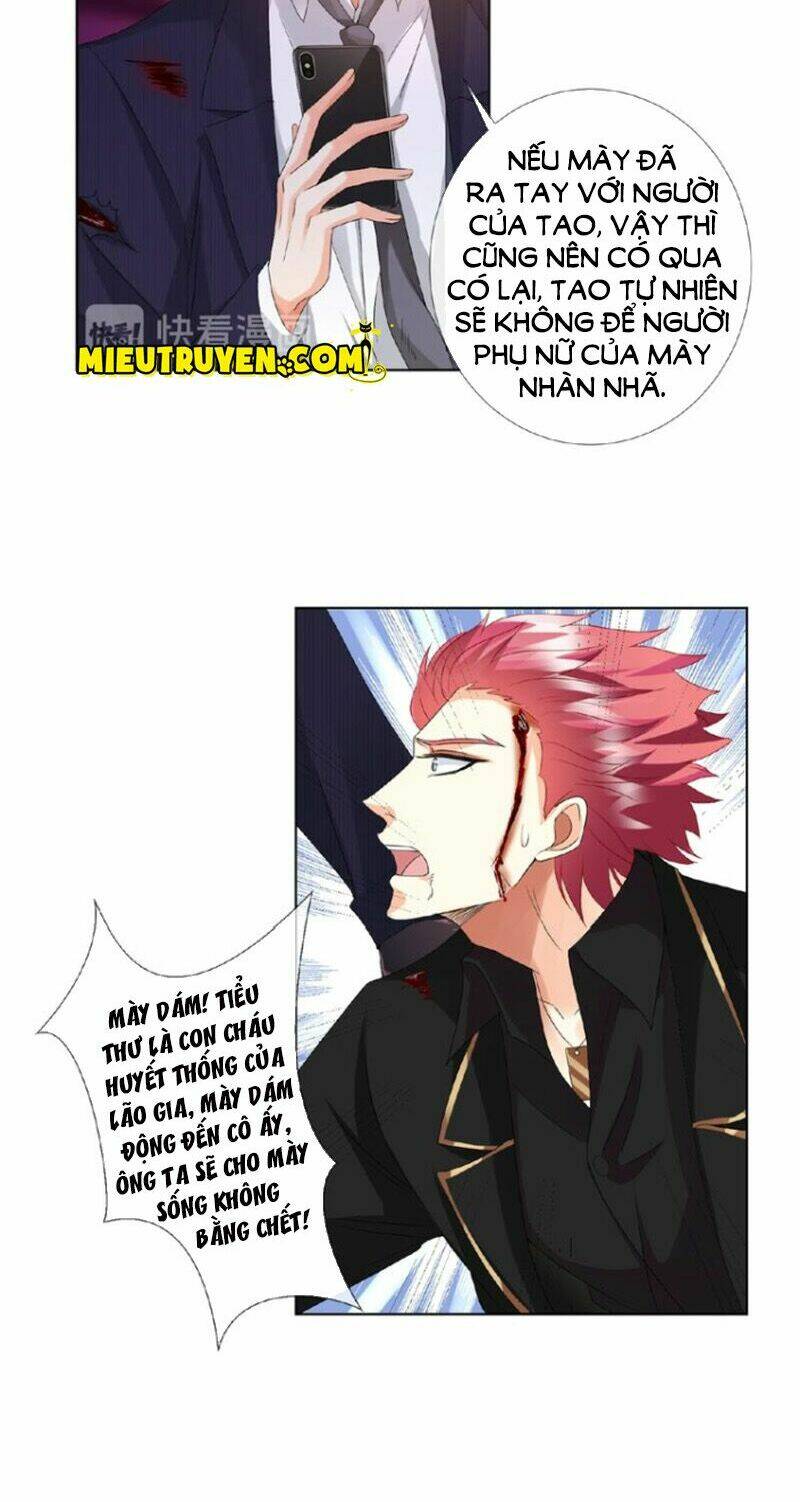 NẾU MÀY ĐÃ
RA TAY VỚI NGƯỜI
CỦA TAO, VẬY THÌ
CŨNG NÊN CÓ QUA
CÓ LẠI, TAO TỰ NHIÊN
SẼ KHÔNG ĐỂ NGƯỜI
PHỤ NỮ CỦA MÀY
NHÀN NHÃ.
快看! 快看漫画
MIEUTRUYEN.COM
MÀY DÁM! TIỂU
THƯ LÀ CON CHÁU
HUYẾT THỐNG CỦA
LÃO GIA, MÀY DÁM
ĐỘNG ĐẾN CÔ ẤY,
ÔNG TA SẼ CHO MÀY
SỐNG KHÔNG
BẰNG CHẾT!